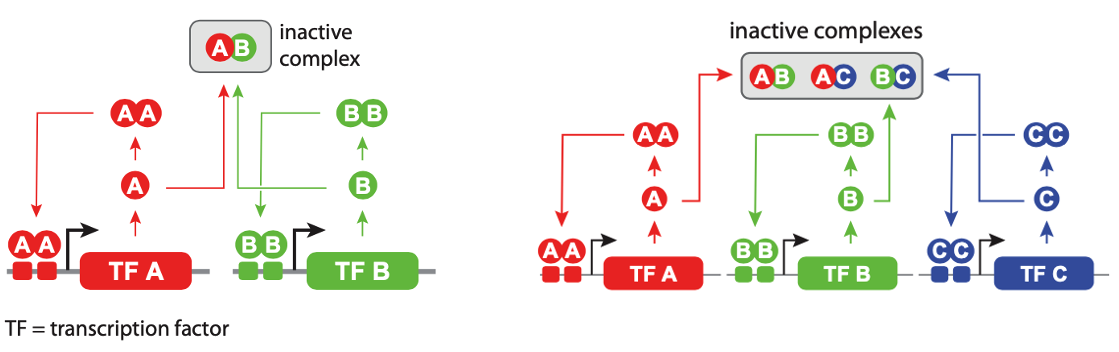 inactive
complex
AB
AA
BB
A
B
AA
BB
TF A
TF B
TF = transcription factor
inactive complexes
AB AC BC
AA
BB
CC
A
B
C
AA
BB
CC
TF A
TF B
TF C